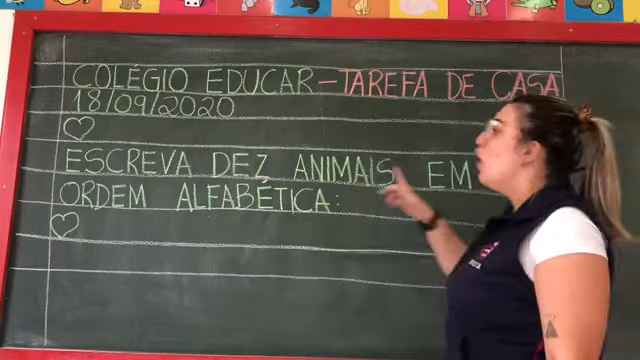 COLÉGIO EDUCAR - TAREFA DE CASA
18/09/2020
ESCREVA DEZ ANIMAIS EM
ORDEM ALFABÉTICA: